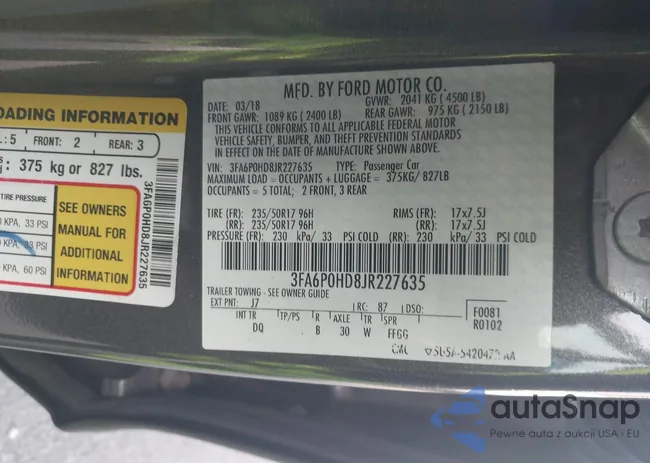 OADING INFORMATION
: 5 FRONT: 2 REAR: 3
: 375 kg or 827 lbs.
TIRE PRESSURE
KPA, 33 PSI
KPA, 33 PSI
KPA, 60 PSI
SEE OWNERS
MANUAL FOR
ADDITIONAL
INFORMATION
3FA6P0HD8JR227635
MFD. BY FORD MOTOR CO.
DATE: 03/18 GVWR: 2041 KG (4500 LB)
FRONT GAWR: 1089 KG (2400 LB) REAR GAWR: 975 KG (2150 LB)
THIS VEHICLE CONFORMS TO ALL APPLICABLE FEDERAL MOTOR
VEHICLE SAFETY, BUMPER, AND THEFT PREVENTION STANDARDS
IN EFFECT ON THE DATE OF MANUFACTURE SHOWN ABOVE.
VIN: 3FA6P0HD8JR227635 TYPE: Passenger Car
MAXIMUM LOAD = OCCUPANTS + LUGGAGE = 375KG/ 827LB
OCCUPANTS = 5 TOTAL; 2 FRONT, 3 REAR
TIRE (FR): 235/50R17 96H RIMS (FR): 17x7.5J
(RR): 235/50R17 96H (RR): 17x7.5J
PRESSURE (FR): 230 kPa/ 33 PSI COLD (RR): 230 kPa/ 33 PSI COLD
3FA6P0HD8JR227635
TRAILER TOWING - SEE OWNER GUIDE
EXT PNT: J7 RC: 87 DSO:
INT TR TP/PS R AXLE TR SPR
DQ B 30 W FFGG
F0081
R0102
autaSnap
Pewne auta z aukcji USA i EU